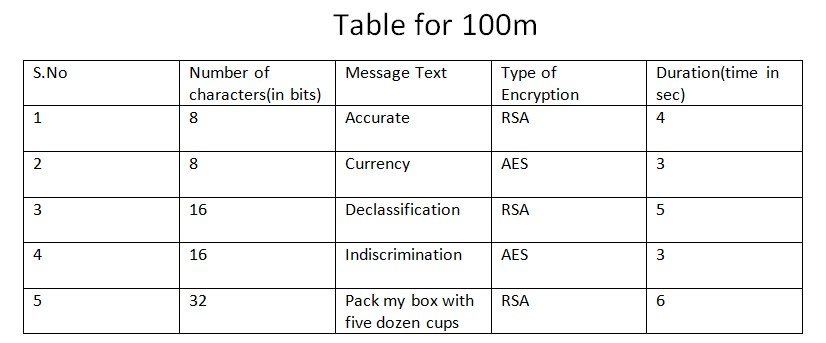 Table for 100m
S.No Number of characters(in bits) Message Text Type of Encryption Duration(time in sec)
1 8 Accurate RSA 4
2 8 Currency AES 3
3 16 Declassification RSA 5
4 16 Indiscrimination AES 3
5 32 Pack my box with five dozen cups RSA 6